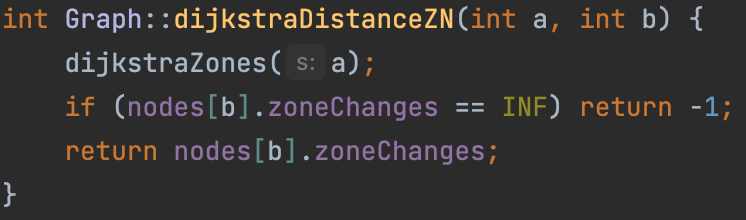 int Graph::dijkstraDistanceZN(int a, int b) {
    dijkstraZones( s: a);
    if (nodes[b].zoneChanges == INF) return -1;
    return nodes[b].zoneChanges;
}